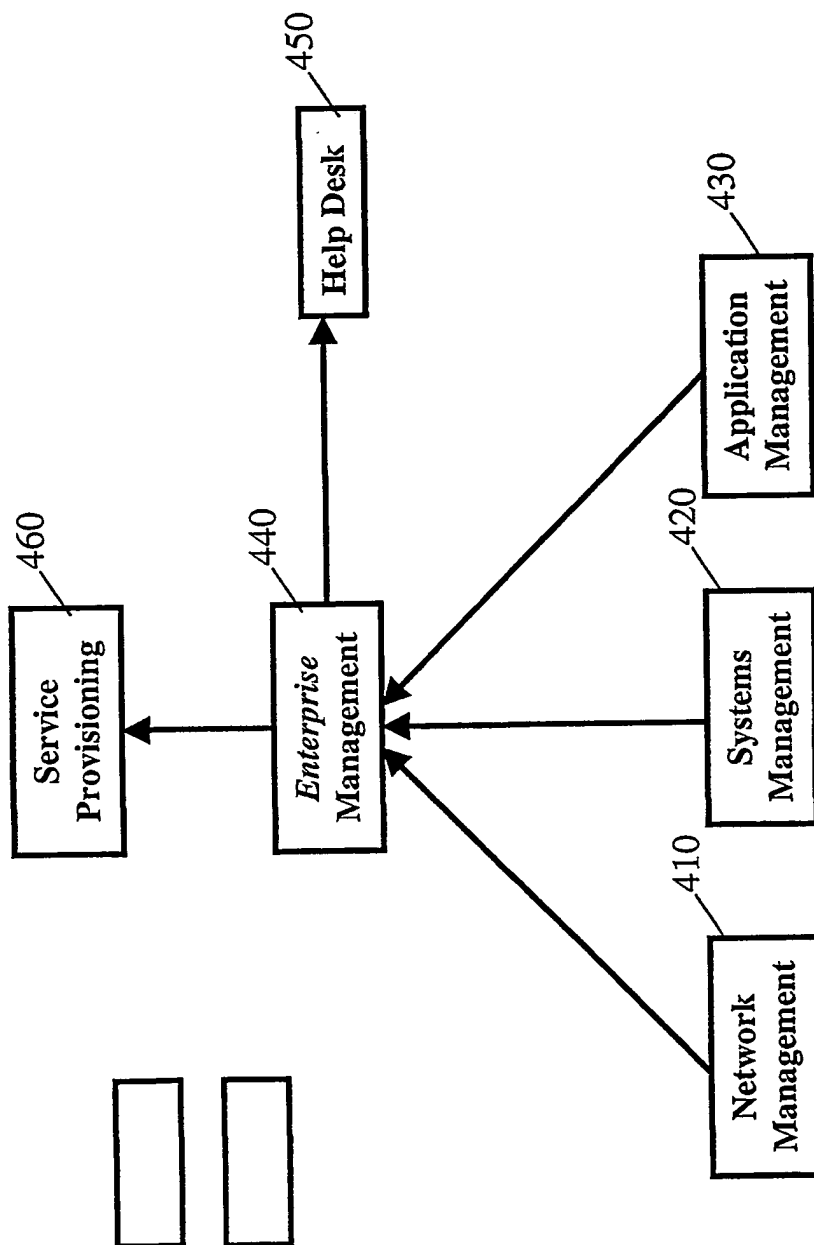 460
Service
Provisioning
440
Enterprise
Management
450
Help Desk
410
Network
Management
420
Systems
Management
430
Application
Management